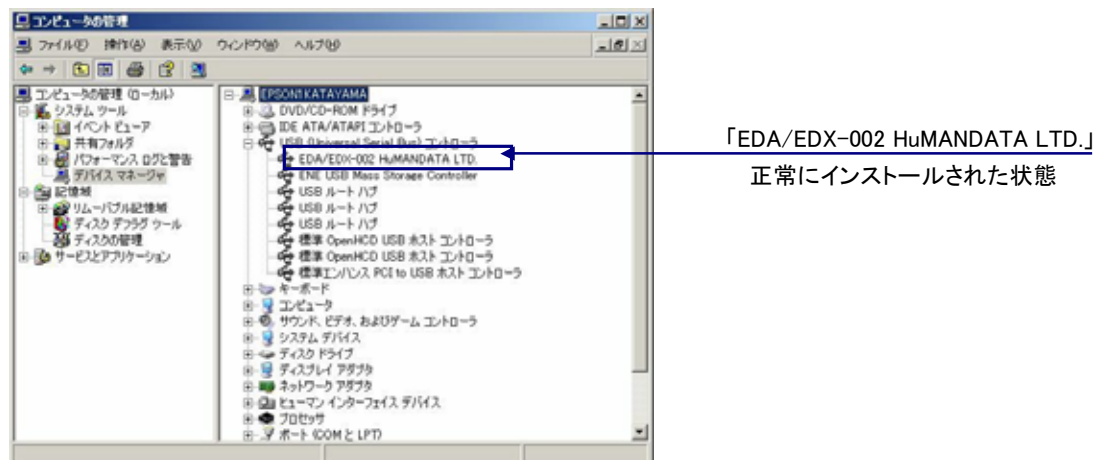 コンピュータの管理
ファイル(F) 操作(A) 表示(V) ウィンドウ(W) ヘルプ(H)
コンピュータの管理 (ローカル)
システム ツール
イベント ビューア
共有フォルダ
パフォーマンス ログと警告
デバイス マネージャ
記憶域
リムーバブル記憶域
ディスク デフラグ ツール
ディスクの管理
サービスとアプリケーション
EPSON1KATAYAMA
DVD/CD-ROM ドライブ
IDE ATA/ATAPI コントローラ
USB (Universal Serial Bus) コントローラ
EDA/EDX-002 HuMANDATA LTD.
ENE USB Mass Storage Controller
USB ルート ハブ
USB ルート ハブ
USB ルート ハブ
標準 OpenHCD USB ホスト コントローラ
標準 OpenHCD USB ホスト コントローラ
標準エンハンス PCI to USB ホスト コントローラ
キーボード
コンピュータ
サウンド、ビデオ、およびゲーム コントローラ
システム デバイス
ディスク ドライブ
ディスプレイ アダプタ
ネットワーク アダプタ
ヒューマン インターフェイス デバイス
プロセッサ
ポート (COM と LPT)
「EDA/EDX-002 HuMANDATA LTD.」
正常にインストールされた状態